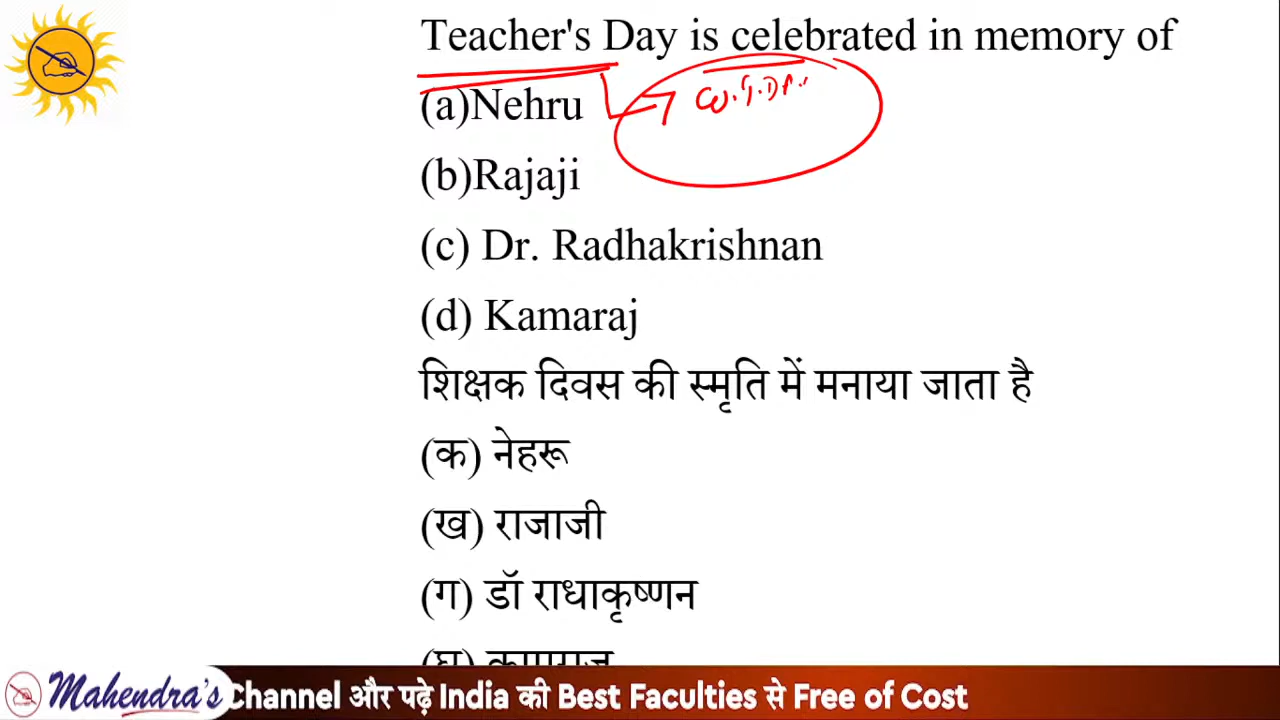 Teacher's Day is celebrated in memory of
(a)Nehru
(b)Rajaji
(c) Dr. Radhakrishnan
(d) Kamaraj
शिक्षक दिवस की स्मृति में मनाया जाता है
(क) नेहरू
(ख) राजाजी
(ग) डॉ राधाकृष्णन
(घ) कामराज
Mahendra's Channel और पढ़े India की Best Faculties से Free of Cost